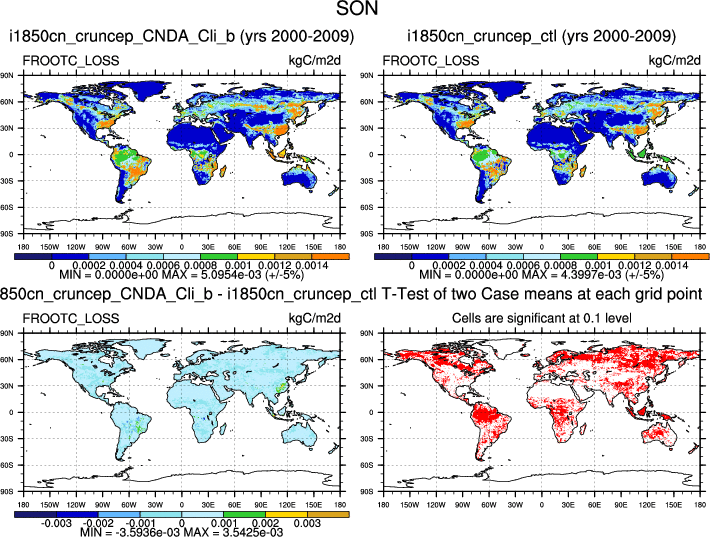 SON
i1850cn_cruncep_CNDA_Cli_b (yrs 2000-2009)
i1850cn_cruncep_ctl (yrs 2000-2009)
FROOTC_LOSS kgC/m2d
FROOTC_LOSS kgC/m2d
90N
60N
30N
0
30S
60S
90S
180 150W 120W 90W 60W 30W 0 30E 60E 90E 120E 150E 180
90N
60N
30N
0
30S
60S
90S
180 150W 120W 90W 60W 30W 0 30E 60E 90E 120E 150E 180
0 0.0002 0.0004 0.0006 0.0008 0.001 0.0012 0.0014
MIN = 0.0000e+00 MAX = 5.0954e-03 (+/-5%)
0 0.0002 0.0004 0.0006 0.0008 0.001 0.0012 0.0014
MIN = 0.0000e+00 MAX = 4.3997e-03 (+/-5%)
850cn_cruncep_CNDA_Cli_b - i1850cn_cruncep_ctl
T-Test of two Case means at each grid point
FROOTC_LOSS kgC/m2d
Cells are significant at 0.1 level
90N
60N
30N
0
30S
60S
90S
180 150W 120W 90W 60W 30W 0 30E 60E 90E 120E 150E 180
90N
60N
30N
0
30S
60S
90S
180 150W 120W 90W 60W 30W 0 30E 60E 90E 120E 150E 180
-0.003 -0.002 -0.001 0 0.001 0.002 0.003
MIN = -3.5936e-03 MAX = 3.5425e-03